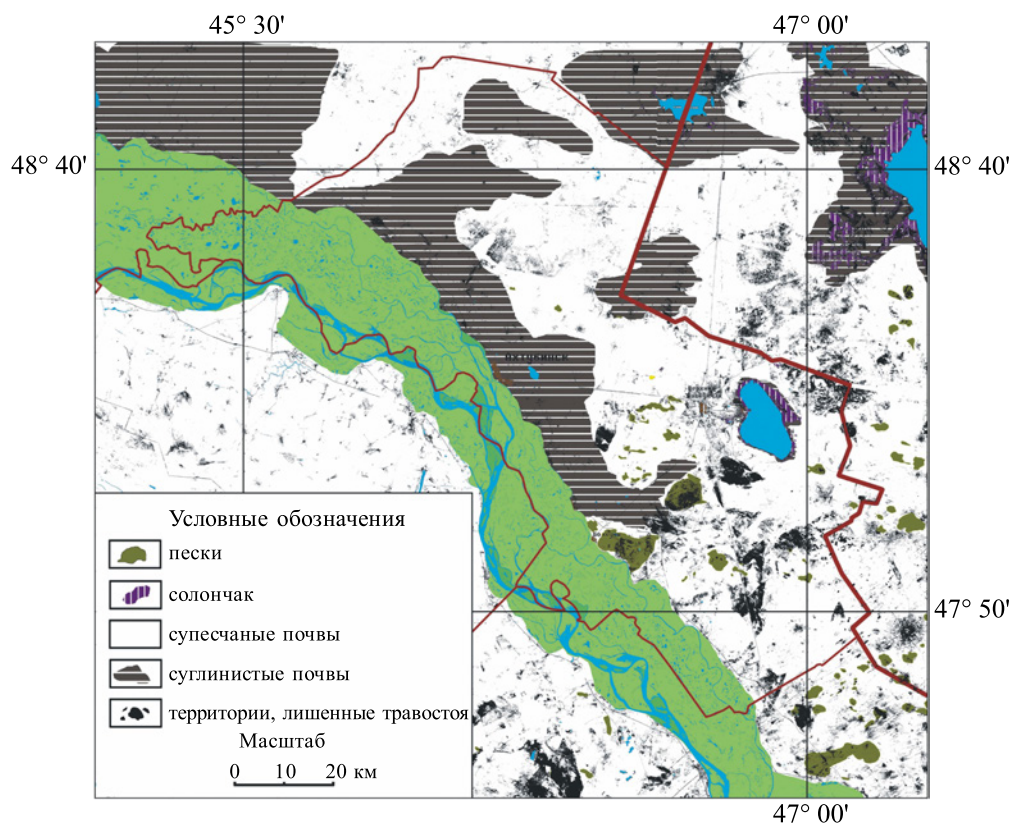 45° 30'
47° 00'
48° 40'
48° 40'
Условные обозначения
пески
солончак
47° 50'
супесчаные почвы
суглинистые почвы
территории, лишенные травостоя
Масштаб
0 10 20 км
47° 00'